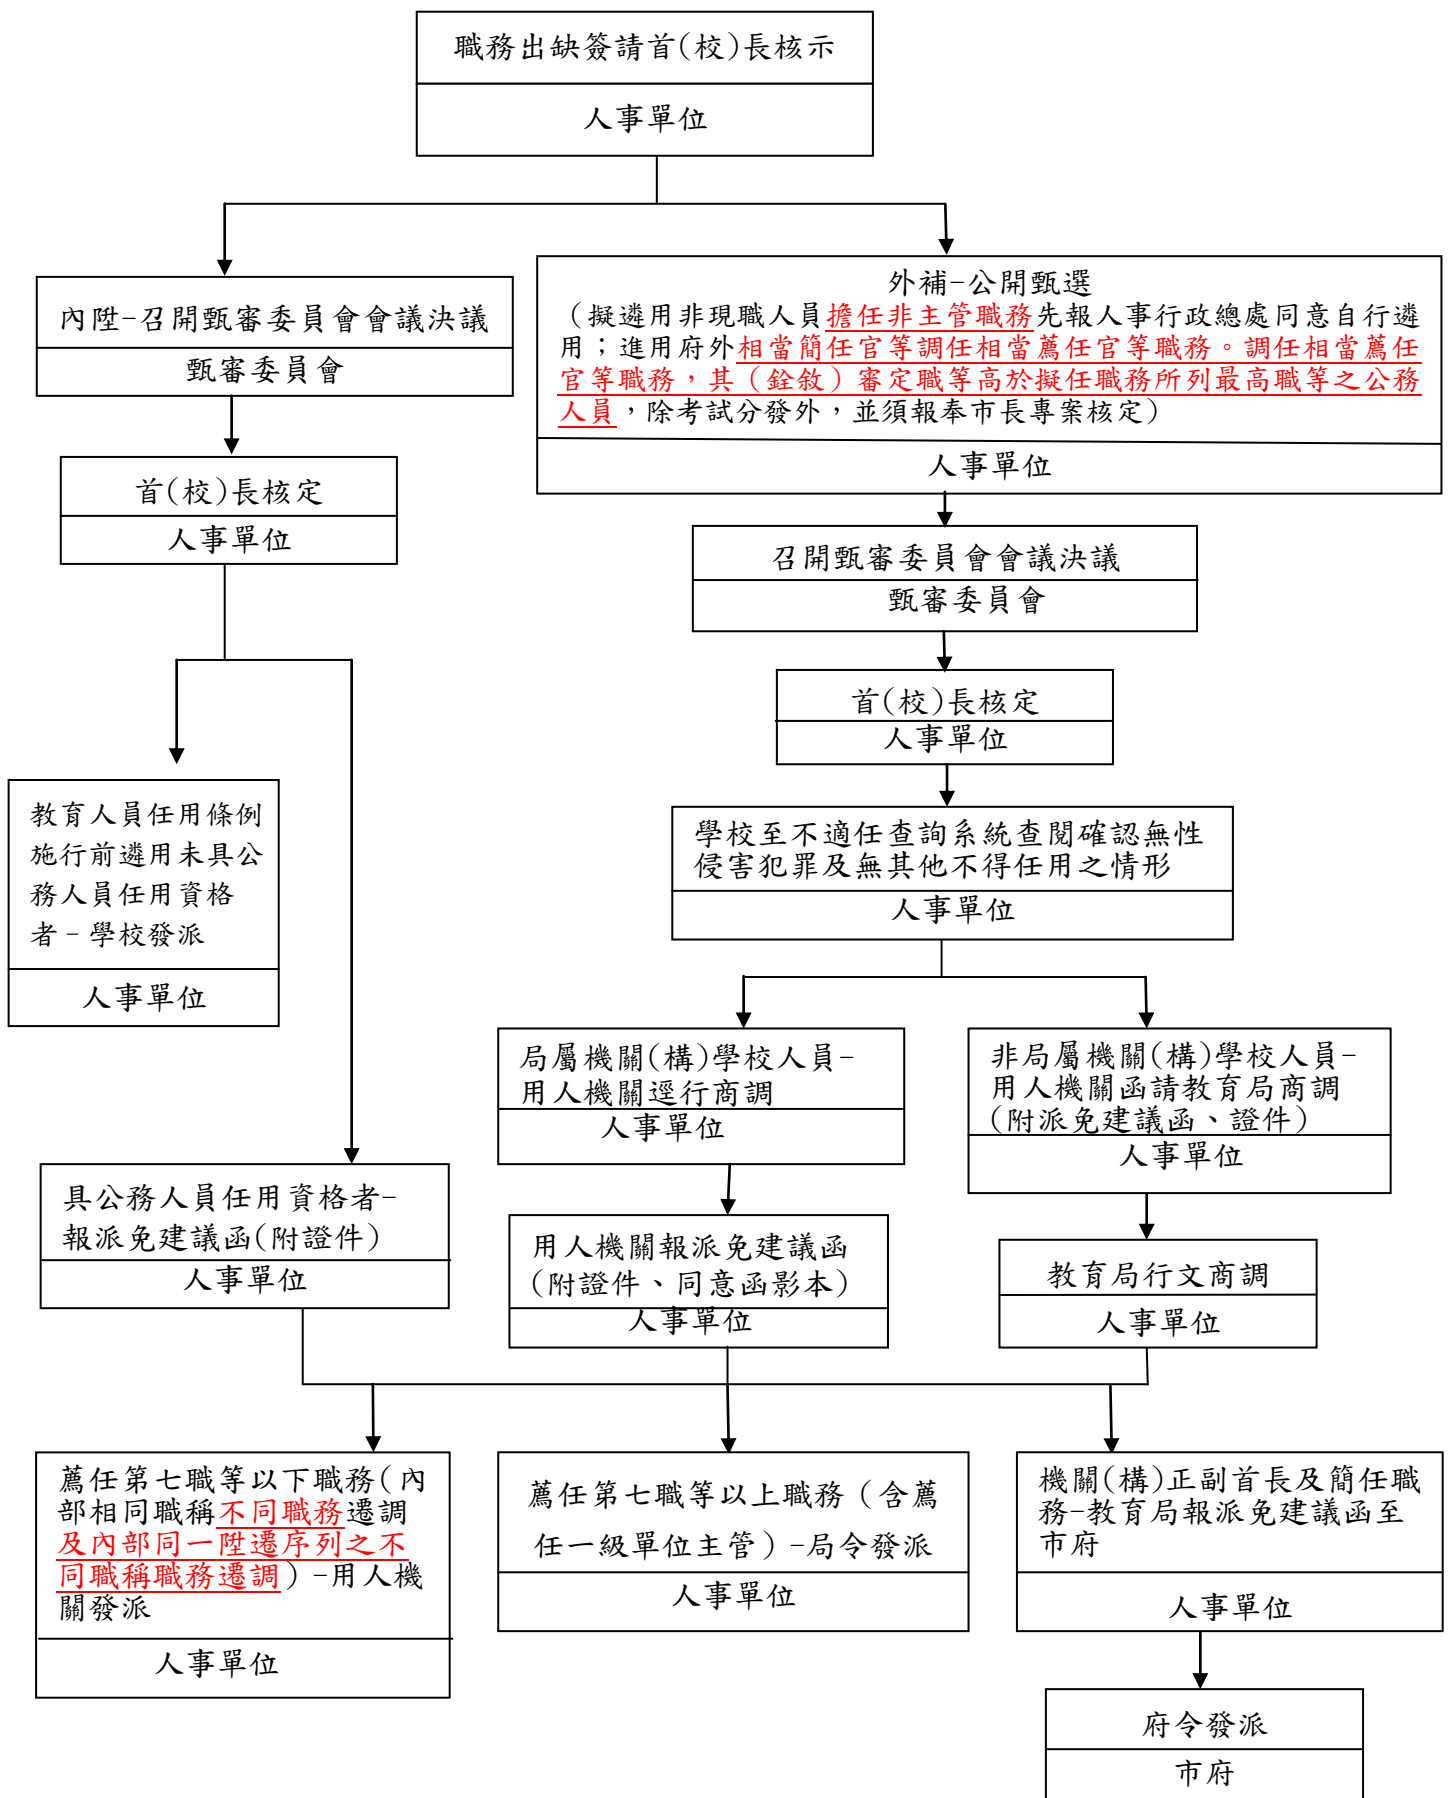 職務出缺簽請首(校)長核示
人事單位
內陞-召開甄審委員會會議決議
甄審委員會
首(校)長核定
人事單位
外補-公開甄選
（擬遴用非現職人員擔任非主管職務先報人事行政總處同意自行遴
用；進用府外相當簡任官等調任相當薦任官等職務。調任相當薦任
官等職務，其（銓敘）審定職等高於擬任職務所列最高職等之公務
人員，除考試分發外，並須報奉市長專案核定）
人事單位
召開甄審委員會會議決議
甄審委員會
首(校)長核定
人事單位
學校至不適任查詢系統查閱確認無性
侵害犯罪及無其他不得任用之情形
人事單位
教育人員任用條例
施行前遴用未具公
務人員任用資格
者-學校發派
人事單位
局屬機關(構)學校人員-
用人機關逕行商調
人事單位
非局屬機關(構)學校人員-
用人機關函請教育局商調
(附派免建議函、證件)
人事單位
具公務人員任用資格者-
報派免建議函(附證件)
人事單位
用人機關報派免建議函
(附證件、同意函影本)
人事單位
教育局行文商調
人事單位
薦任第七職等以下職務(內
部相同職稱不同職務遷調
及內部同一陞遷序列之不
同職稱職務遷調)-用人機
關發派
人事單位
薦任第七職等以上職務（含薦
任一級單位主管）-局令發派
人事單位
機關(構)正副首長及簡任職
務-教育局報派免建議函至
市府
人事單位
府令發派
市府